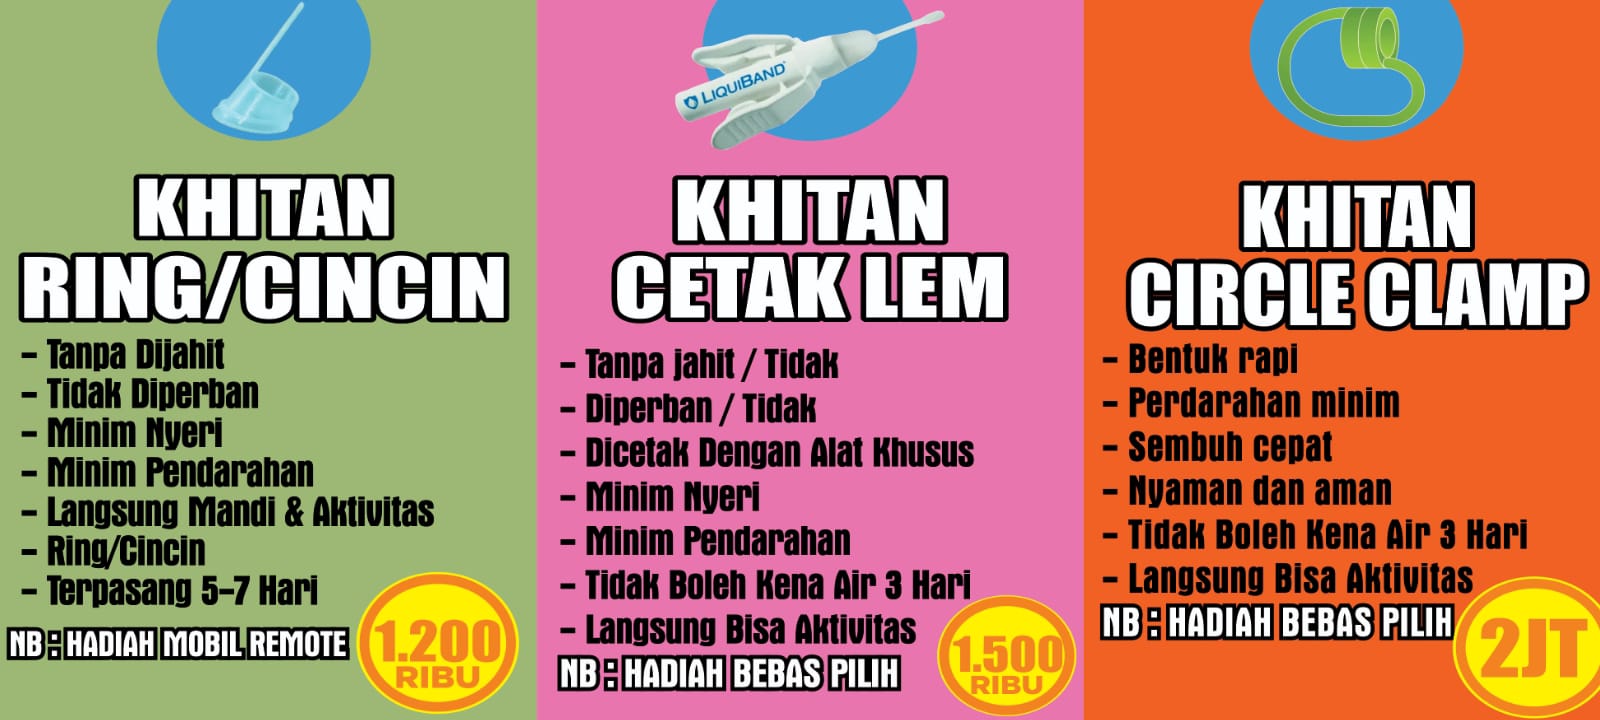 KHITAN
RING/CINCIN
- Tanpa Dijahit
- Tidak Diperban
- Minim Nyeri
- Minim Pendarahan
- Langsung Mandi & Aktivitas
- Ring/Cincin
- Terpasang 5-7 Hari
NB : HADIAH MOBIL REMOTE
1.200
RIBU
LIQUIBAND®
KHITAN
CETAK LEM
- Tanpa jahit / Tidak
- Diperban / Tidak
- Dicetak Dengan Alat Khusus
- Minim Nyeri
- Minim Pendarahan
- Tidak Boleh Kena Air 3 Hari
- Langsung Bisa Aktivitas
NB : HADIAH BEBAS PILIH
1.500
RIBU
KHITAN
CIRCLE CLAMP
- Bentuk rapi
- Perdarahan minim
- Sembuh cepat
- Nyaman dan aman
- Tidak Boleh Kena Air 3 Hari
- Langsung Bisa Aktivitas
NB : HADIAH BEBAS PILIH
2JT